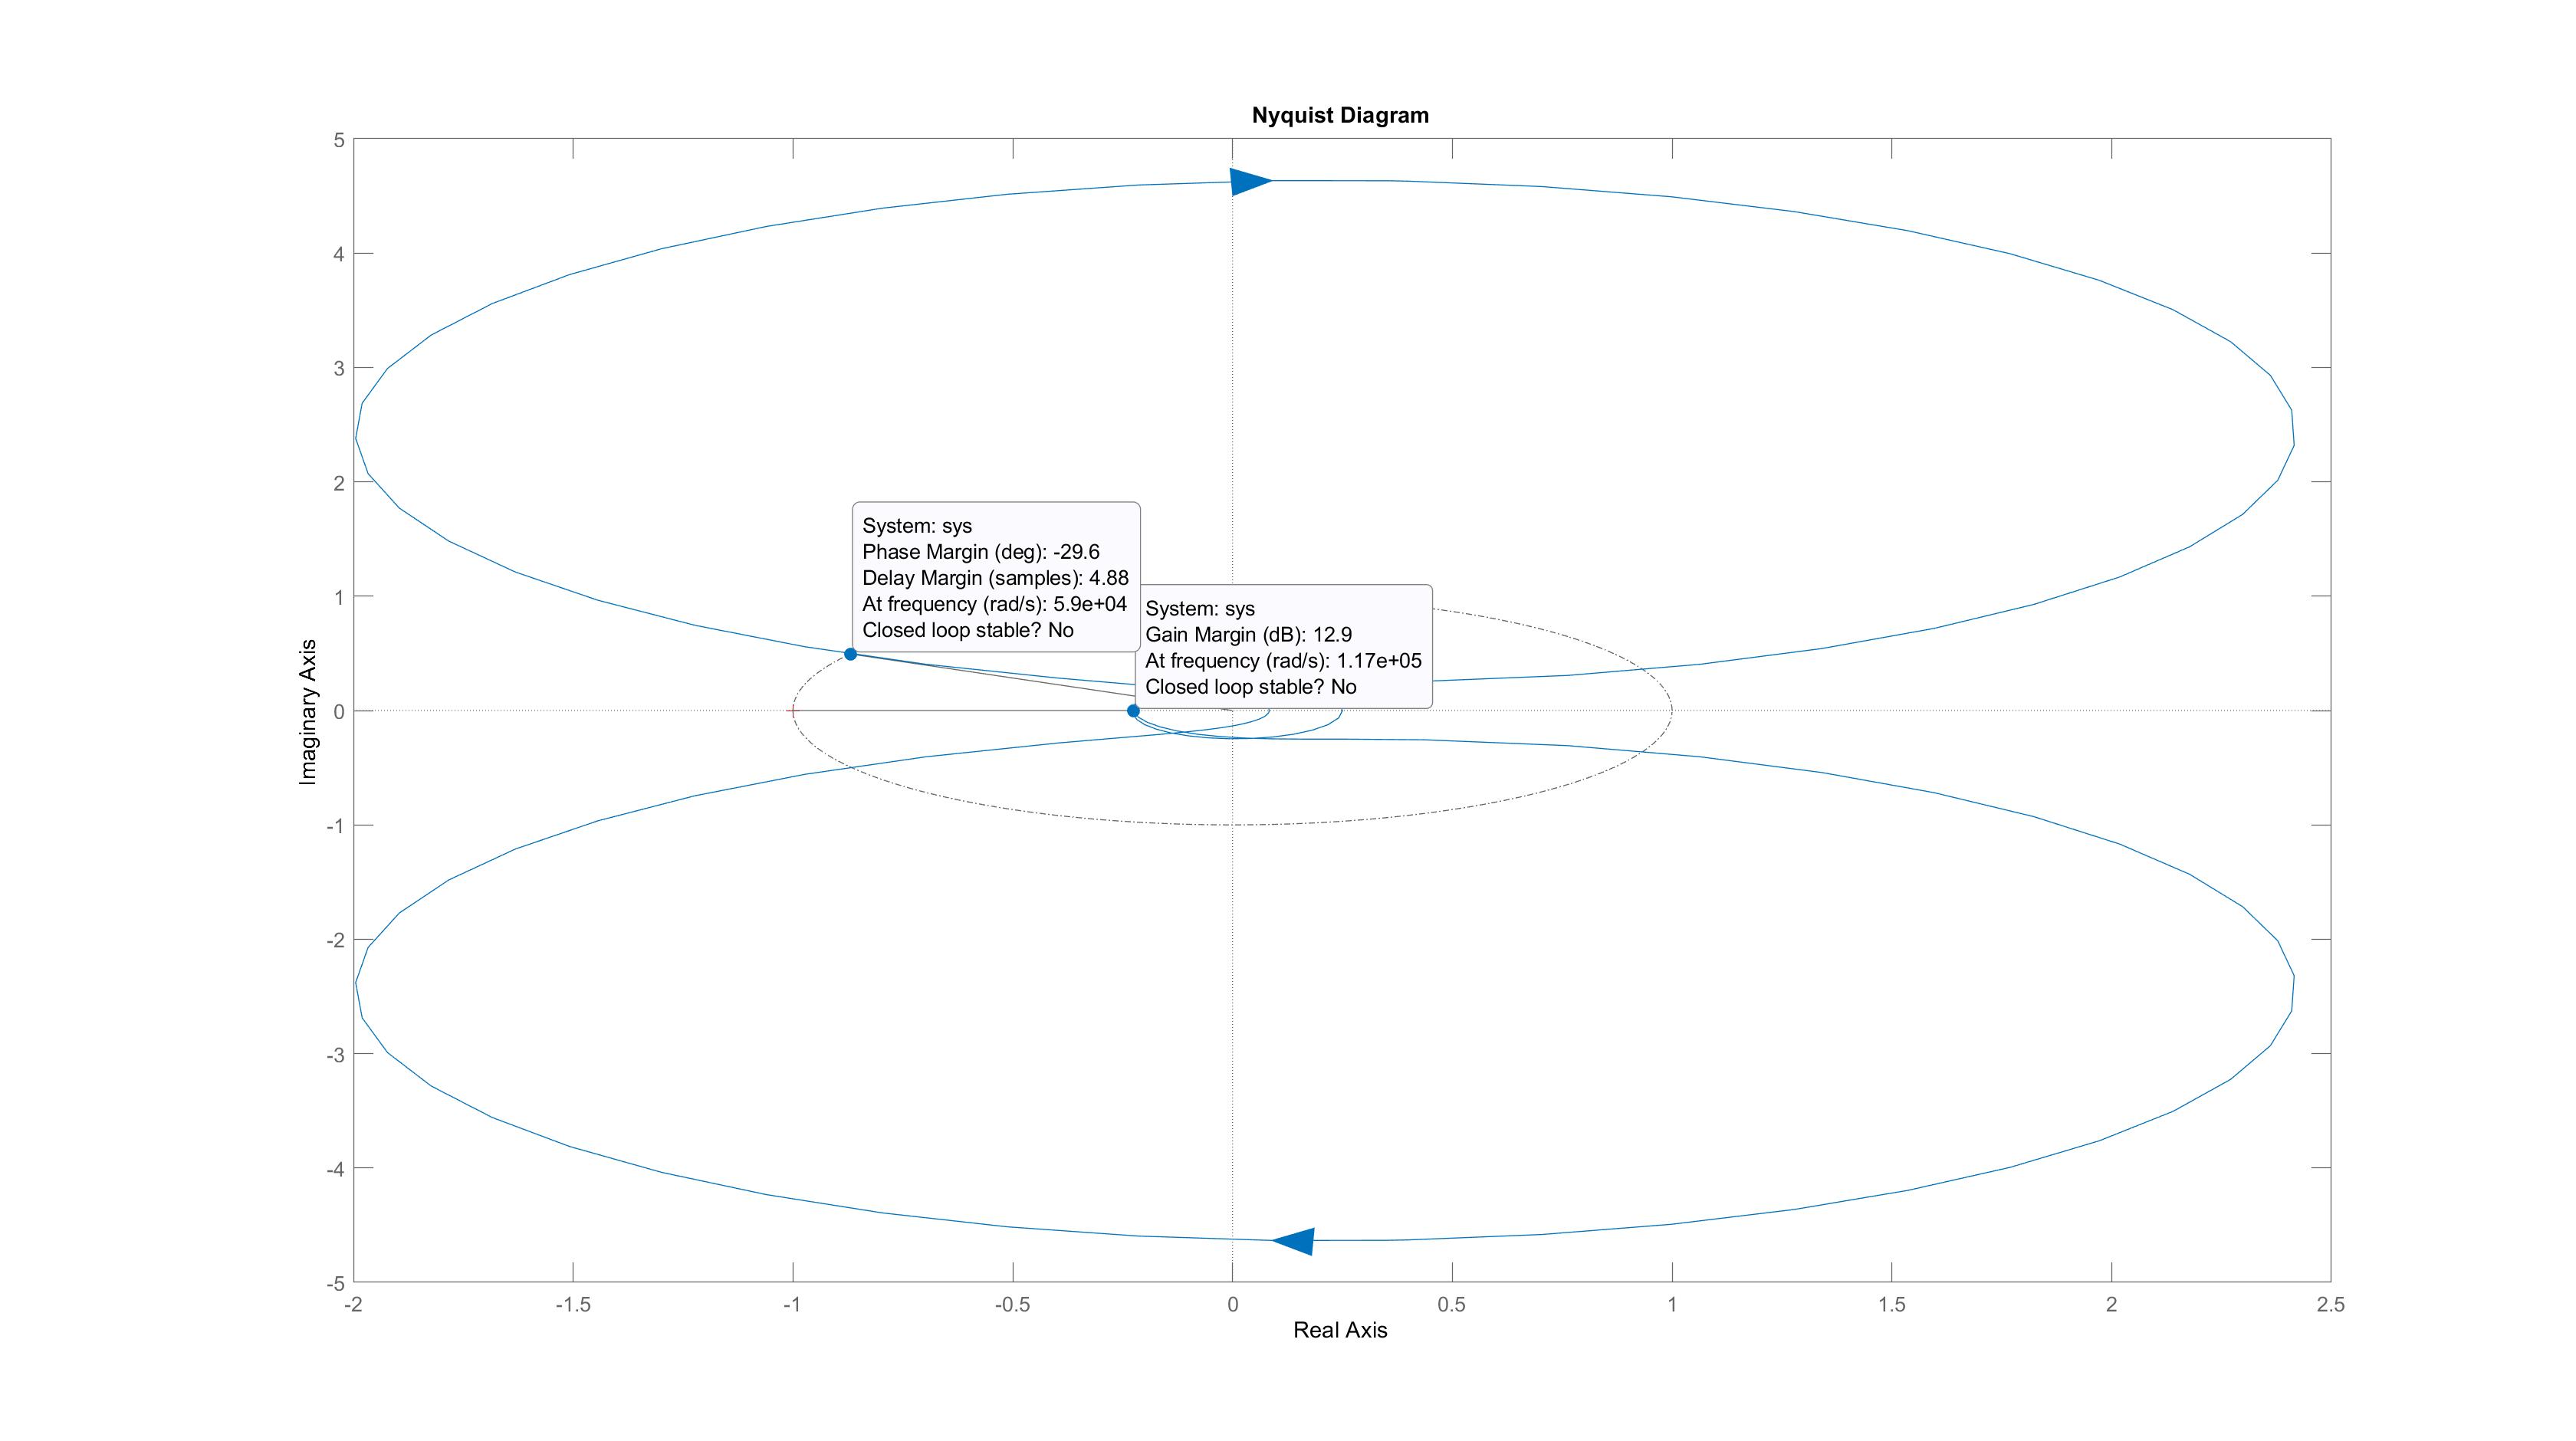 Nyquist Diagram
5
4
3
2
1
0
-1
-2
-3
-4
-5
Imaginary Axis
System: sys
Phase Margin (deg): -29.6
Delay Margin (samples): 4.88
At frequency (rad/s): 5.9e+04
Closed loop stable? No
System: sys
Gain Margin (dB): 12.9
At frequency (rad/s): 1.17e+05
Closed loop stable? No
-2 -1.5 -1 -0.5 0 0.5 1 1.5 2 2.5
Real Axis